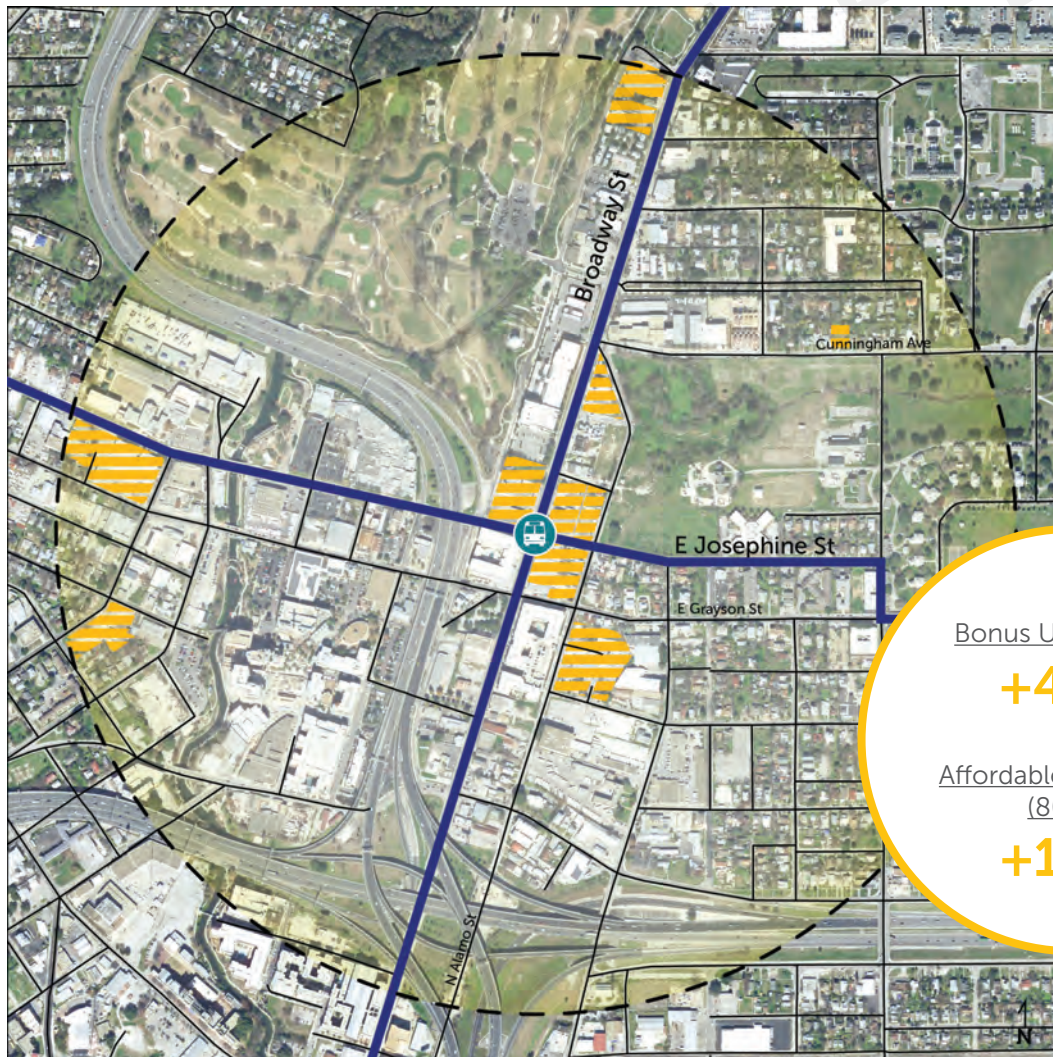 Broadway St
Cunningham Ave
E Josephine St
E Grayson St
Bonus U
+4
Affordable
(8
+1
N Alamo St
N